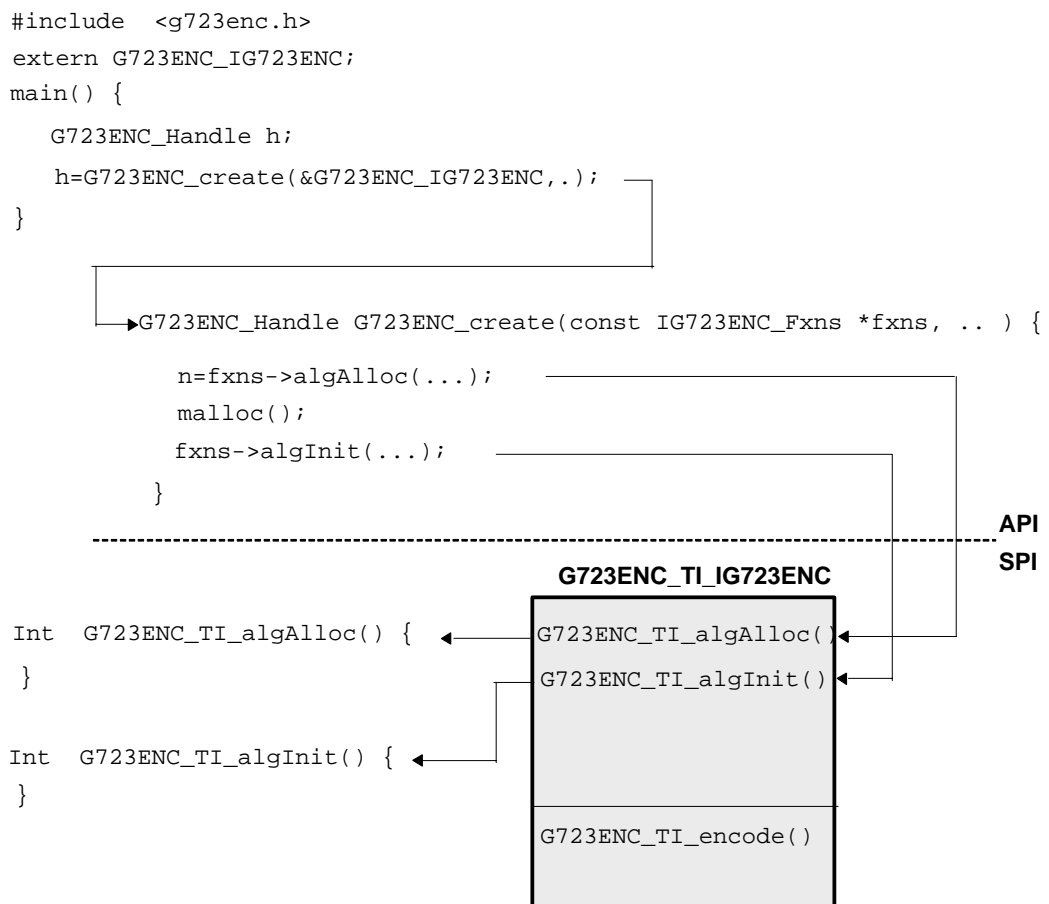 #include <g723enc.h>
extern G723ENC_IG723ENC;
main() {
G723ENC_Handle h;
h=G723ENC_create(&G723ENC_IG723ENC,.);
}
G723ENC_Handle G723ENC_create(const IG723ENC_Fxns *fxns, .. ) {
n=fxns->algAlloc(...);
malloc();
fxns->algInit(...);
}
API
SPI
G723ENC_TI_IG723ENC
Int G723ENC_TI_algAlloc() {
G723ENC_TI_algAlloc()
}
G723ENC_TI_algInit()
Int G723ENC_TI_algInit() {
}
G723ENC_TI_encode()